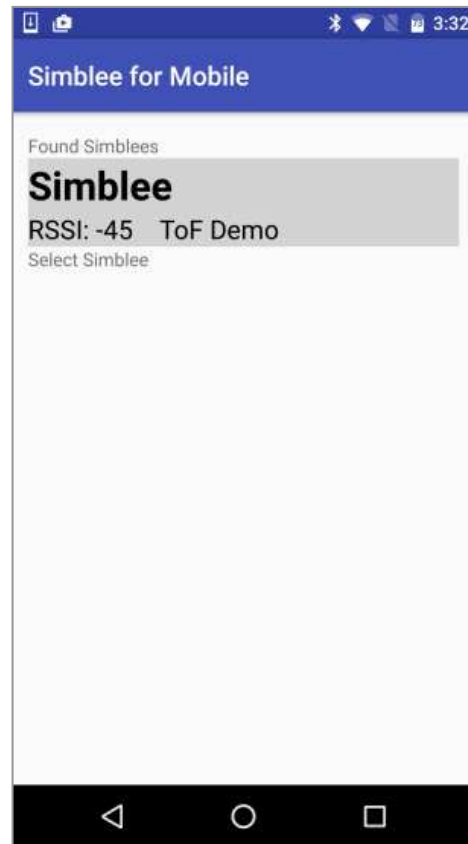 3:32
Simblee for Mobile
Found Simblees
Simblee
RSSI: -45 ToF Demo
Select Simblee